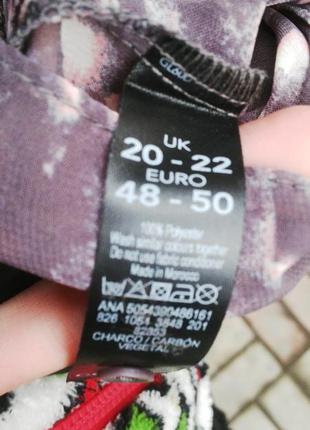 UK
20 - 22
EURO
48 - 50
100% Polyester
Wash similar colours together
Do not use fabric conditioner
Made in Morocco
ANA 5054390486161
826 1051 3848 201
CHARCO / CARBÓN
VEGETAL